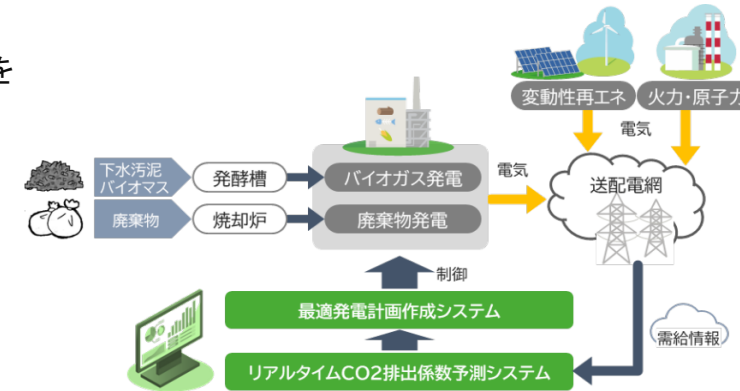 を
変動性再エネ
火力・原子力
電気
下水汚泥
バイオマス
発酵槽
バイオガス発電
電気
送配電網
廃棄物
焼却炉
廃棄物発電
制御
最適発電計画作成システム
需給情報
リアルタイムCO2排出係数予測システム